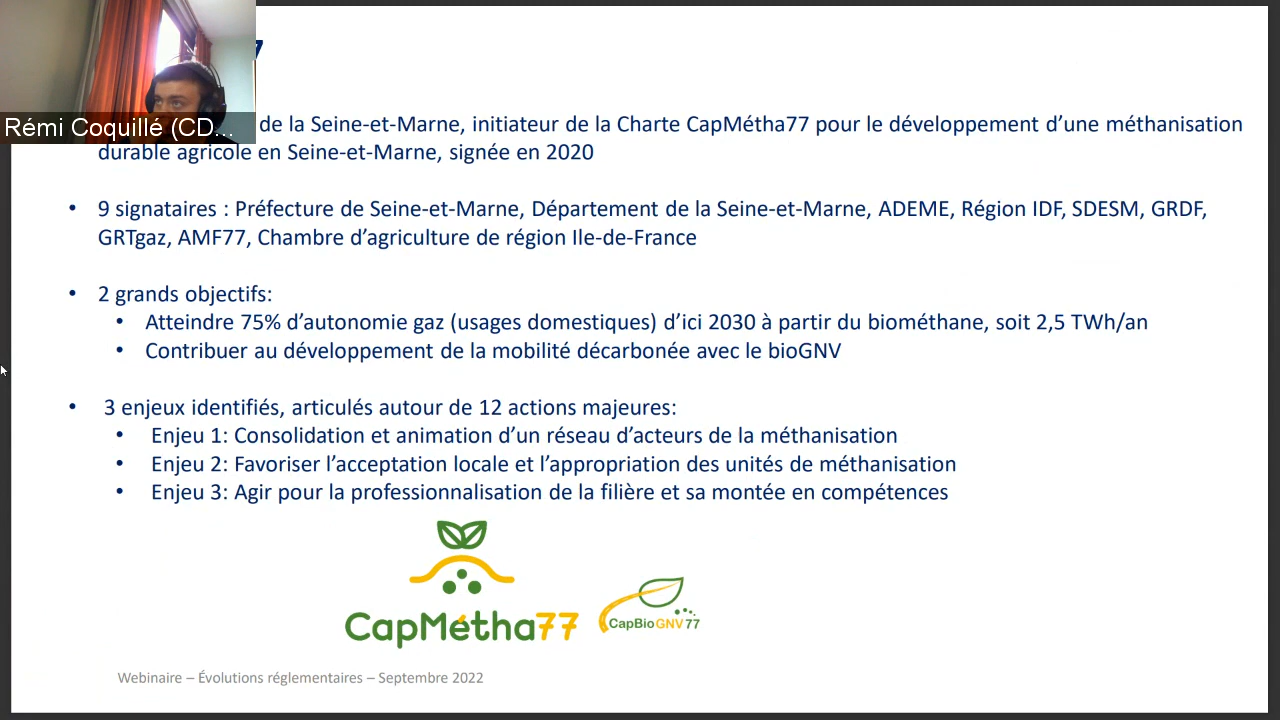 7
Rémi Coquillé (CD...
de la Seine-et-Marne, initiateur de la Charte CapMétha77 pour le développement d’une méthanisation
durable agricole en Seine-et-Marne, signée en 2020
• 9 signataires : Préfecture de Seine-et-Marne, Département de la Seine-et-Marne, ADEME, Région IDF, SDESM, GRDF,
GRTgaz, AMF77, Chambre d’agriculture de région Ile-de-France
• 2 grands objectifs:
• Atteindre 75% d’autonomie gaz (usages domestiques) d’ici 2030 à partir du biométhane, soit 2,5 TWh/an
• Contribuer au développement de la mobilité décarbonée avec le bioGNV
• 3 enjeux identifiés, articulés autour de 12 actions majeures:
• Enjeu 1: Consolidation et animation d’un réseau d’acteurs de la méthanisation
• Enjeu 2: Favoriser l’acceptation locale et l’appropriation des unités de méthanisation
• Enjeu 3: Agir pour la professionnalisation de la filière et sa montée en compétences
CapMétha77
CapBioGNV77
Webinaire – Évolutions réglementaires – Septembre 2022